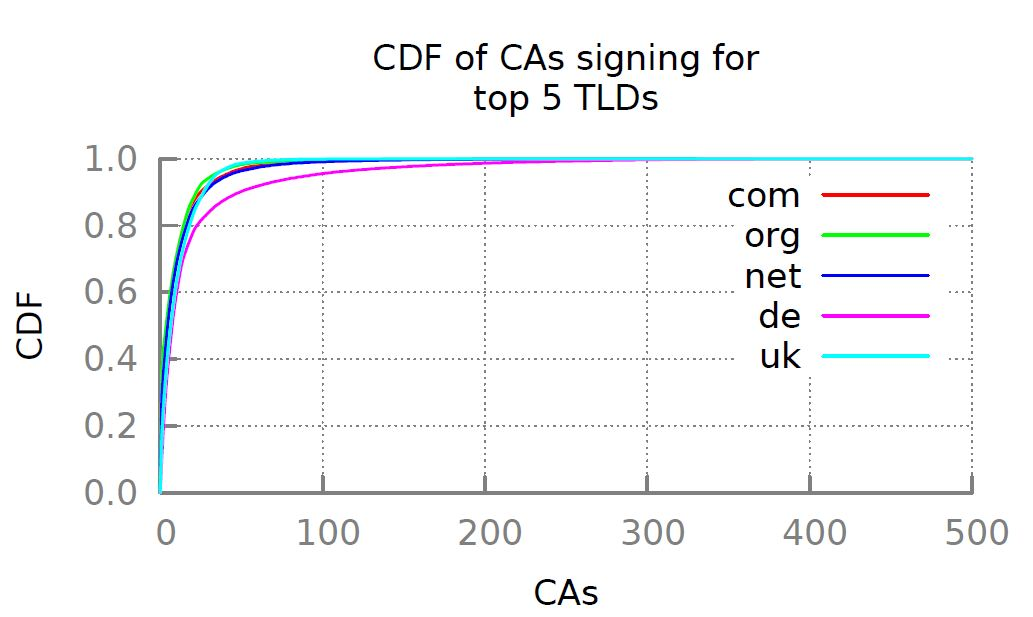 CDF of CAs signing for
top 5 TLDs
1.0
0.8
0.6
0.4
0.2
0.0
CDF
com
org
net
de
uk
0 100 200 300 400 500
CAs